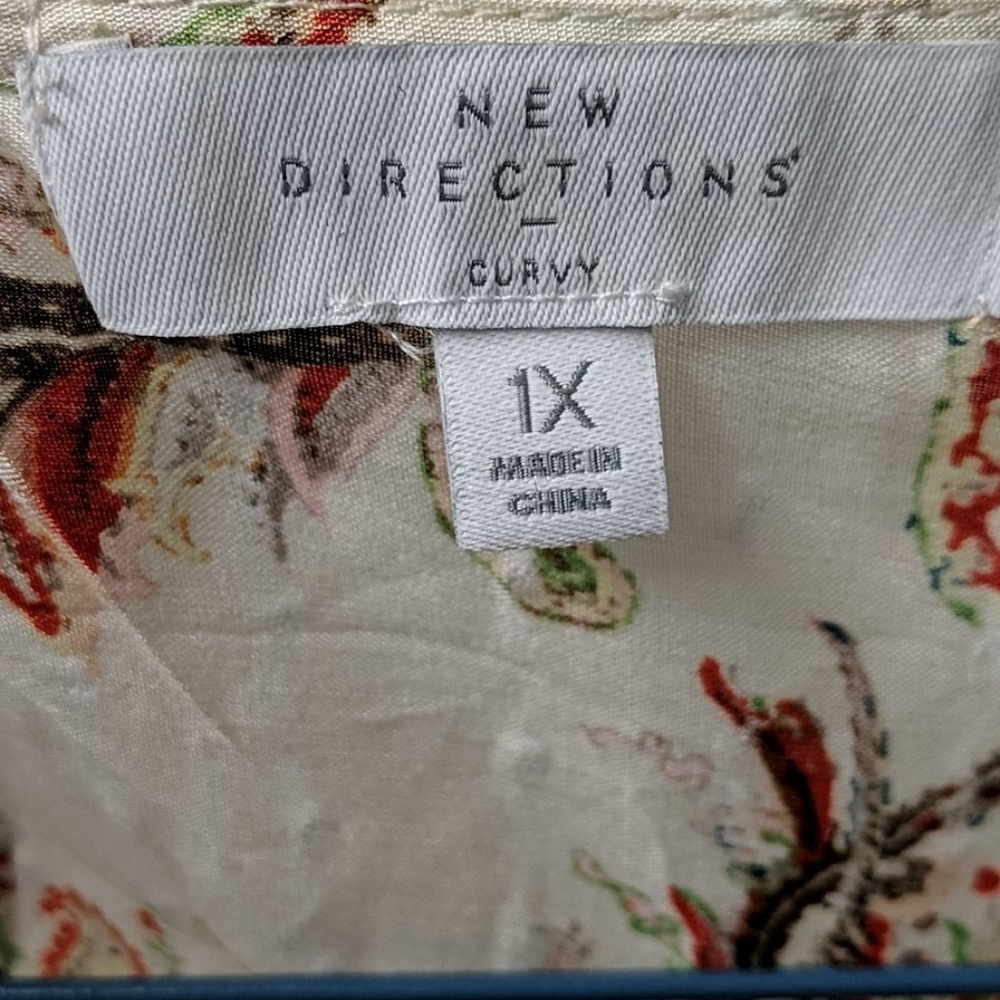 NEW
DIRECTIONS®
CURVY
1X
MADE IN
CHINA